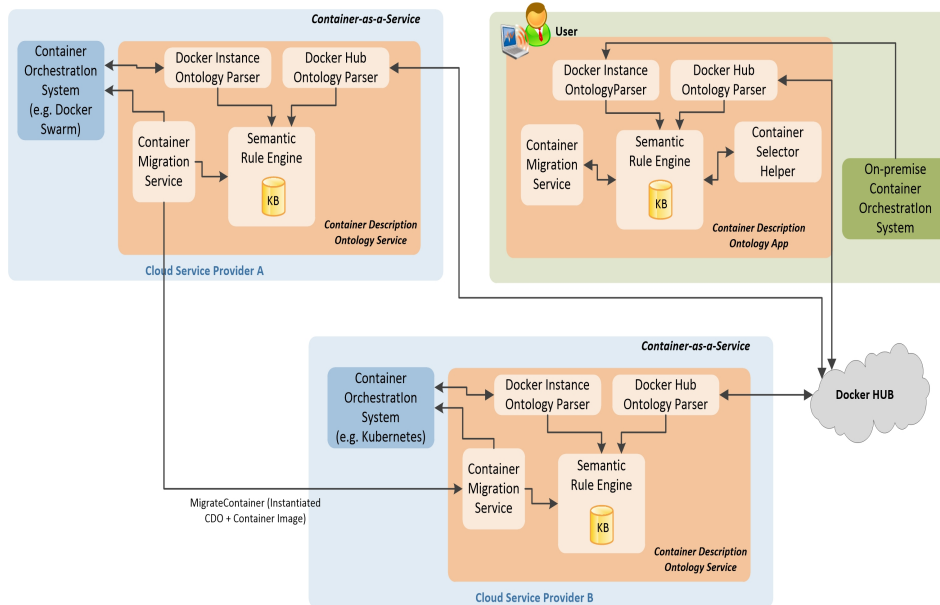 Container-as-a-Service
Container
Orchestration
System
(e.g. Docker
Swarm)
Docker Instance
Ontology Parser
Docker Hub
Ontology Parser
Container
Migration
Service
Semantic
Rule Engine
KB
Container Description
Ontology Service
Cloud Service Provider A
User
Docker Instance
OntologyParser
Docker Hub
Ontology Parser
Container
Migration
Service
Semantic
Rule Engine
KB
Container
Selector
Helper
Container Description
Ontology App
On-premise
Container
Orchestration
System
Container-as-a-Service
Container
Orchestration
System
(e.g. Kubernetes)
Docker Instance
Ontology Parser
Docker Hub
Ontology Parser
Container
Migration
Service
Semantic
Rule Engine
KB
Container Description
Ontology Service
Cloud Service Provider B
Docker HUB
MigrateContainer (Instantiated
CDO + Container Image)